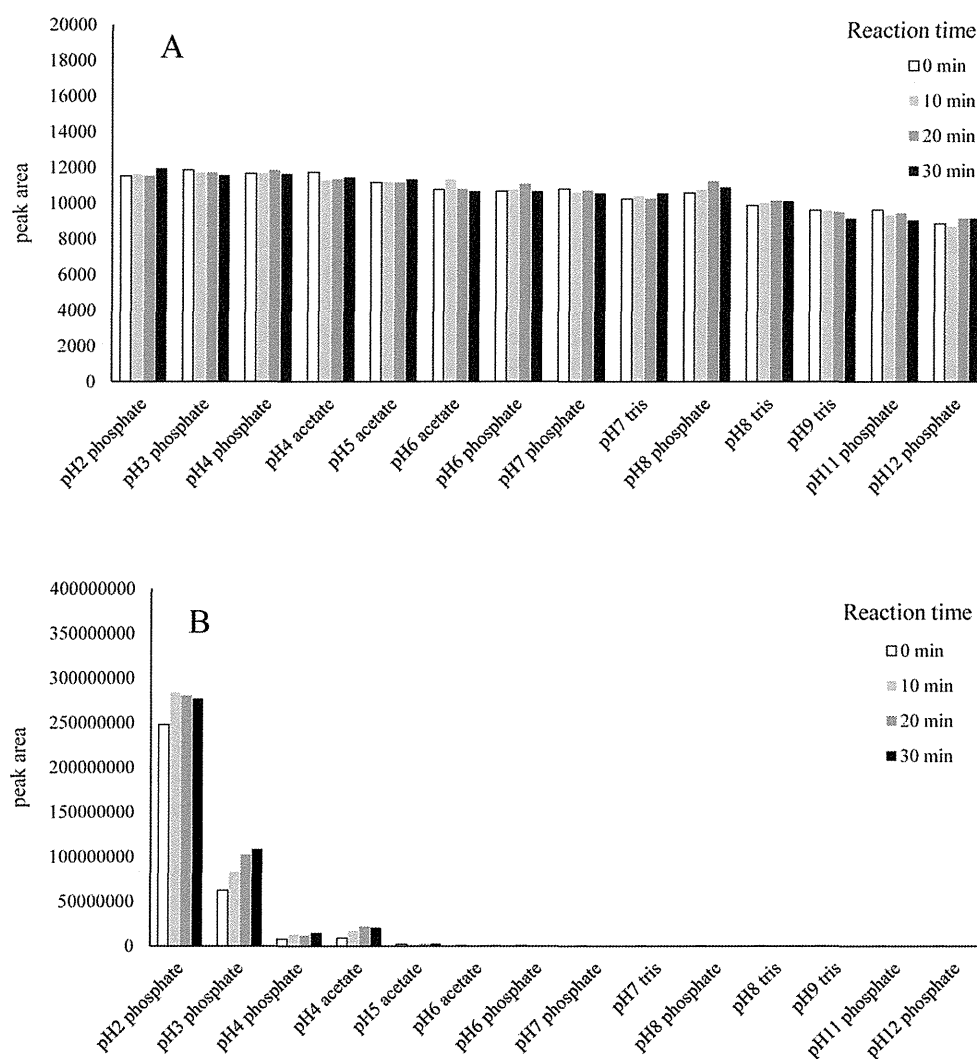 A
Reaction time
0 min
10 min
20 min
30 min
peak area
20000
18000
16000
14000
12000
10000
8000
6000
4000
2000
0
pH2 phosphate
pH3 phosphate
pH4 phosphate
pH4 acetate
pH5 acetate
pH6 acetate
pH6 phosphate
pH7 phosphate
pH7 tris
pH8 phosphate
pH8 tris
pH9 tris
pH11 phosphate
pH12 phosphate
B
Reaction time
0 min
10 min
20 min
30 min
peak area
400000000
350000000
300000000
250000000
200000000
150000000
100000000
50000000
0
pH2 phosphate
pH3 phosphate
pH4 phosphate
pH4 acetate
pH5 acetate
pH6 acetate
pH6 phosphate
pH7 phosphate
pH7 tris
pH8 phosphate
pH8 tris
pH9 tris
pH11 phosphate
pH12 phosphate